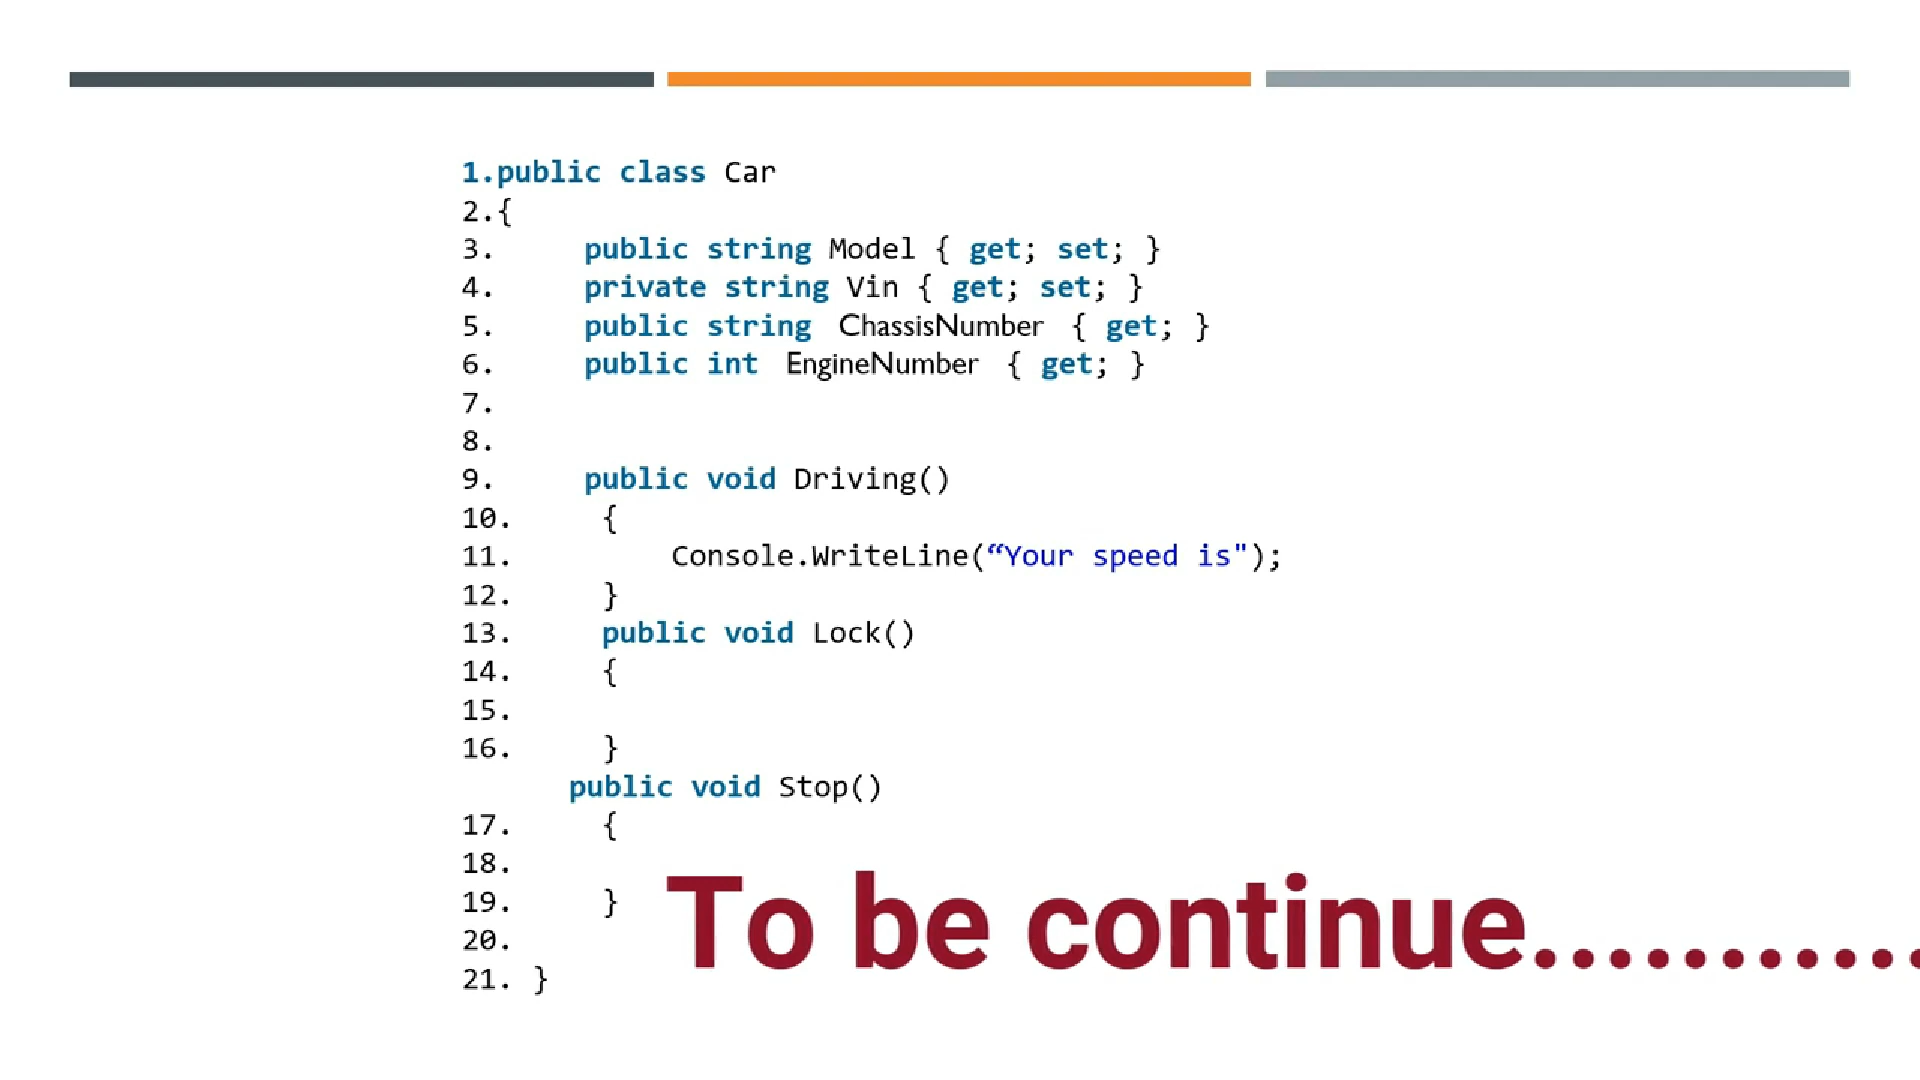 1.public class Car
2.{
3.     public string Model { get; set; }
4.     private string Vin { get; set; }
5.     public string ChassisNumber { get; }
6.     public int EngineNumber { get; }
7.
8.
9.     public void Driving()
10.     {
11.         Console.WriteLine(“Your speed is");
12.     }
13.     public void Lock()
14.     {
15.
16.     }
public void Stop()
17.     {
18.
19.     }
To be continue...........
20.
21. }